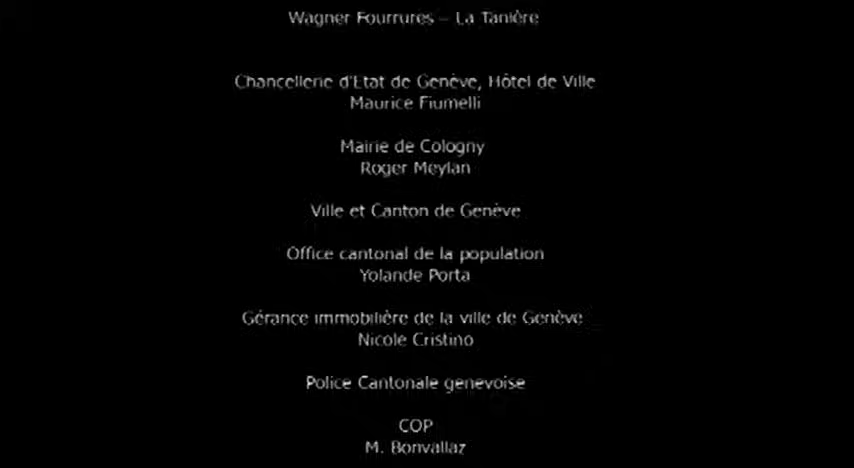 Wagner Fourrures – La Tanière
Chancellerie d'Etat de Genève, Hôtel de Ville
Maurice Fiumelli
Mairie de Cologny
Roger Meylan
Ville et Canton de Genève
Office cantonal de la population
Yolande Porta
Gérance immobilière de la ville de Genève
Nicole Cristino
Police Cantonale genevoise
COP
M. Bonvallaz